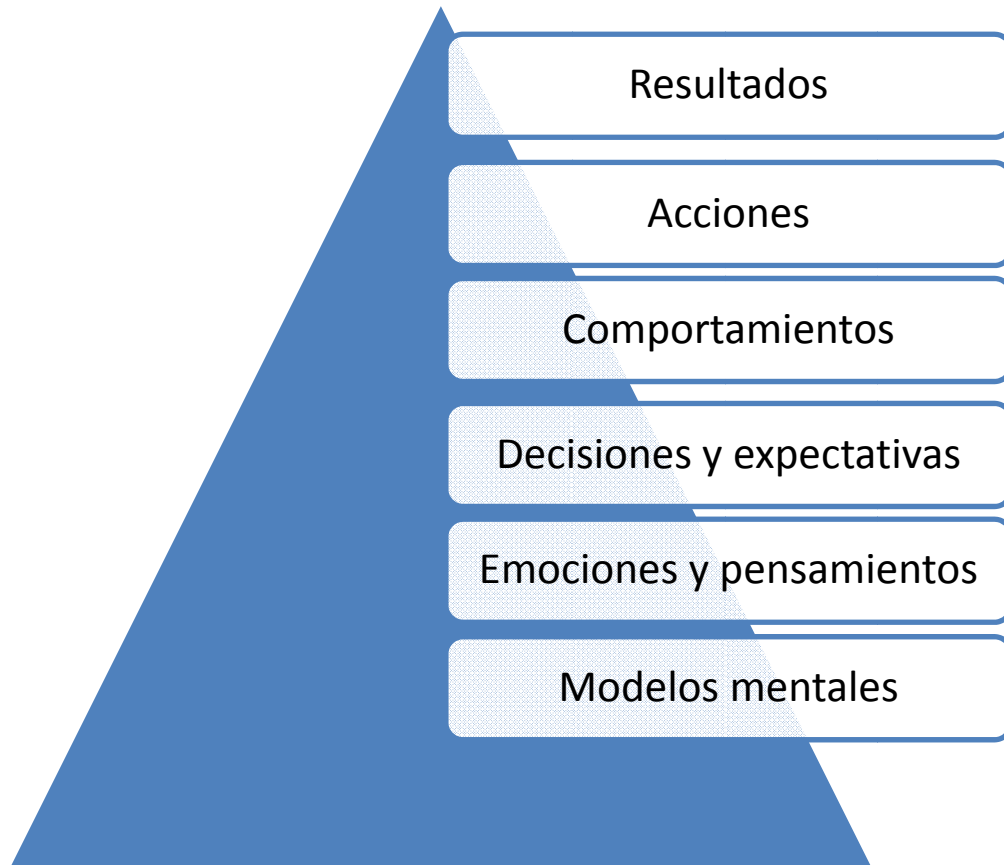 Resultados
Acciones
Comportamientos
Decisiones y expectativas
Emociones y pensamientos
Modelos mentales